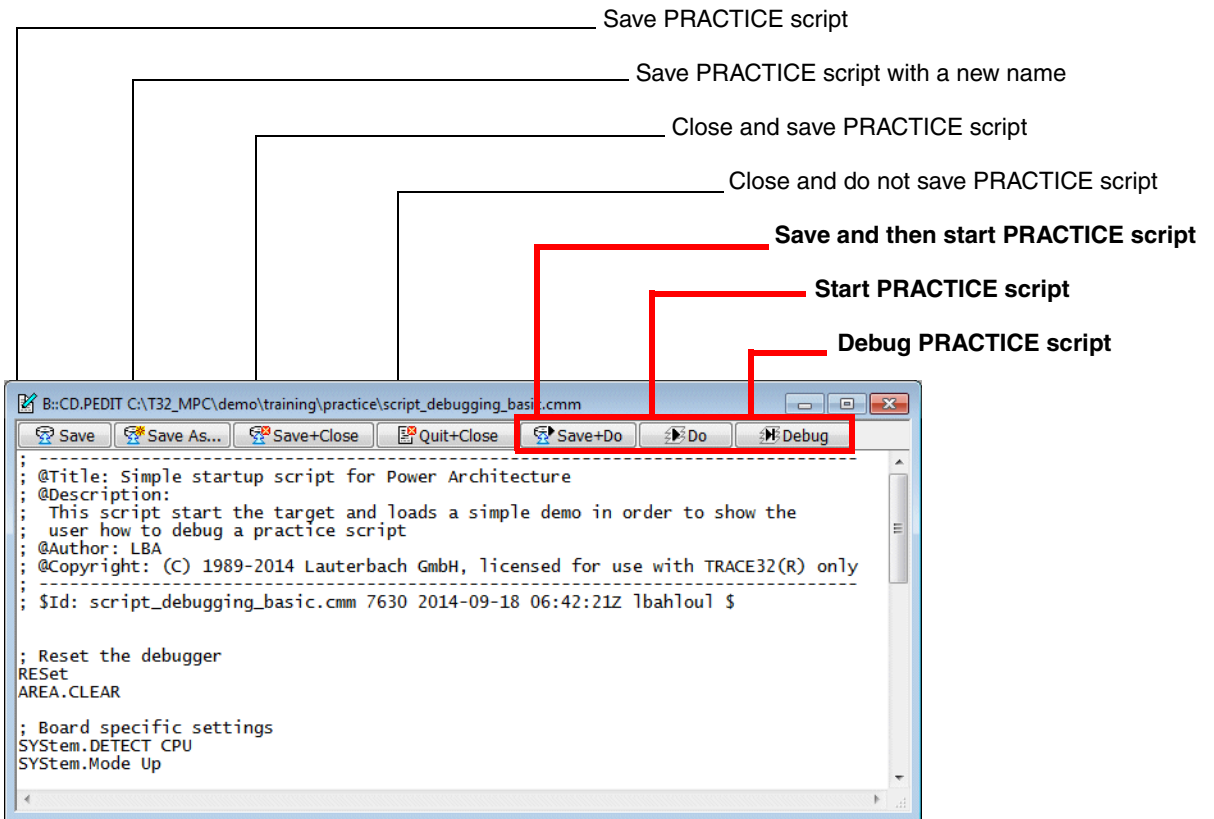 Save PRACTICE script
Save PRACTICE script with a new name
Close and save PRACTICE script
Close and do not save PRACTICE script
Save and then start PRACTICE script
Start PRACTICE script
Debug PRACTICE script
B::CD.PEDIT C:\T32_MPC\demo\training\practice\script_debugging_basic.cmm
Save Save As... Save+Close Quit+Close Save+Do Do Debug
; --------------------------------------------------------------------------------
; @Title: Simple startup script for Power Architecture
; @Description:
;  This script start the target and loads a simple demo in order to show the
;  user how to debug a practice script
; @Author: LBA
; @Copyright: (C) 1989-2014 Lauterbach GmbH, licensed for use with TRACE32(R) only
; --------------------------------------------------------------------------------
; $Id: script_debugging_basic.cmm 7630 2014-09-18 06:42:21Z lbahloul $
; Reset the debugger
RESet
AREA.CLEAR
; Board specific settings
SYStem.DETECT CPU
SYStem.Mode Up